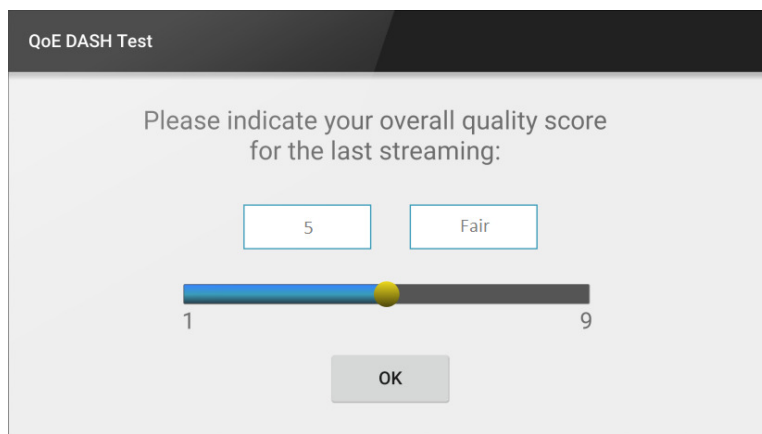 QoE DASH Test
Please indicate your overall quality score
for the last streaming:
5 Fair
1 9
OK